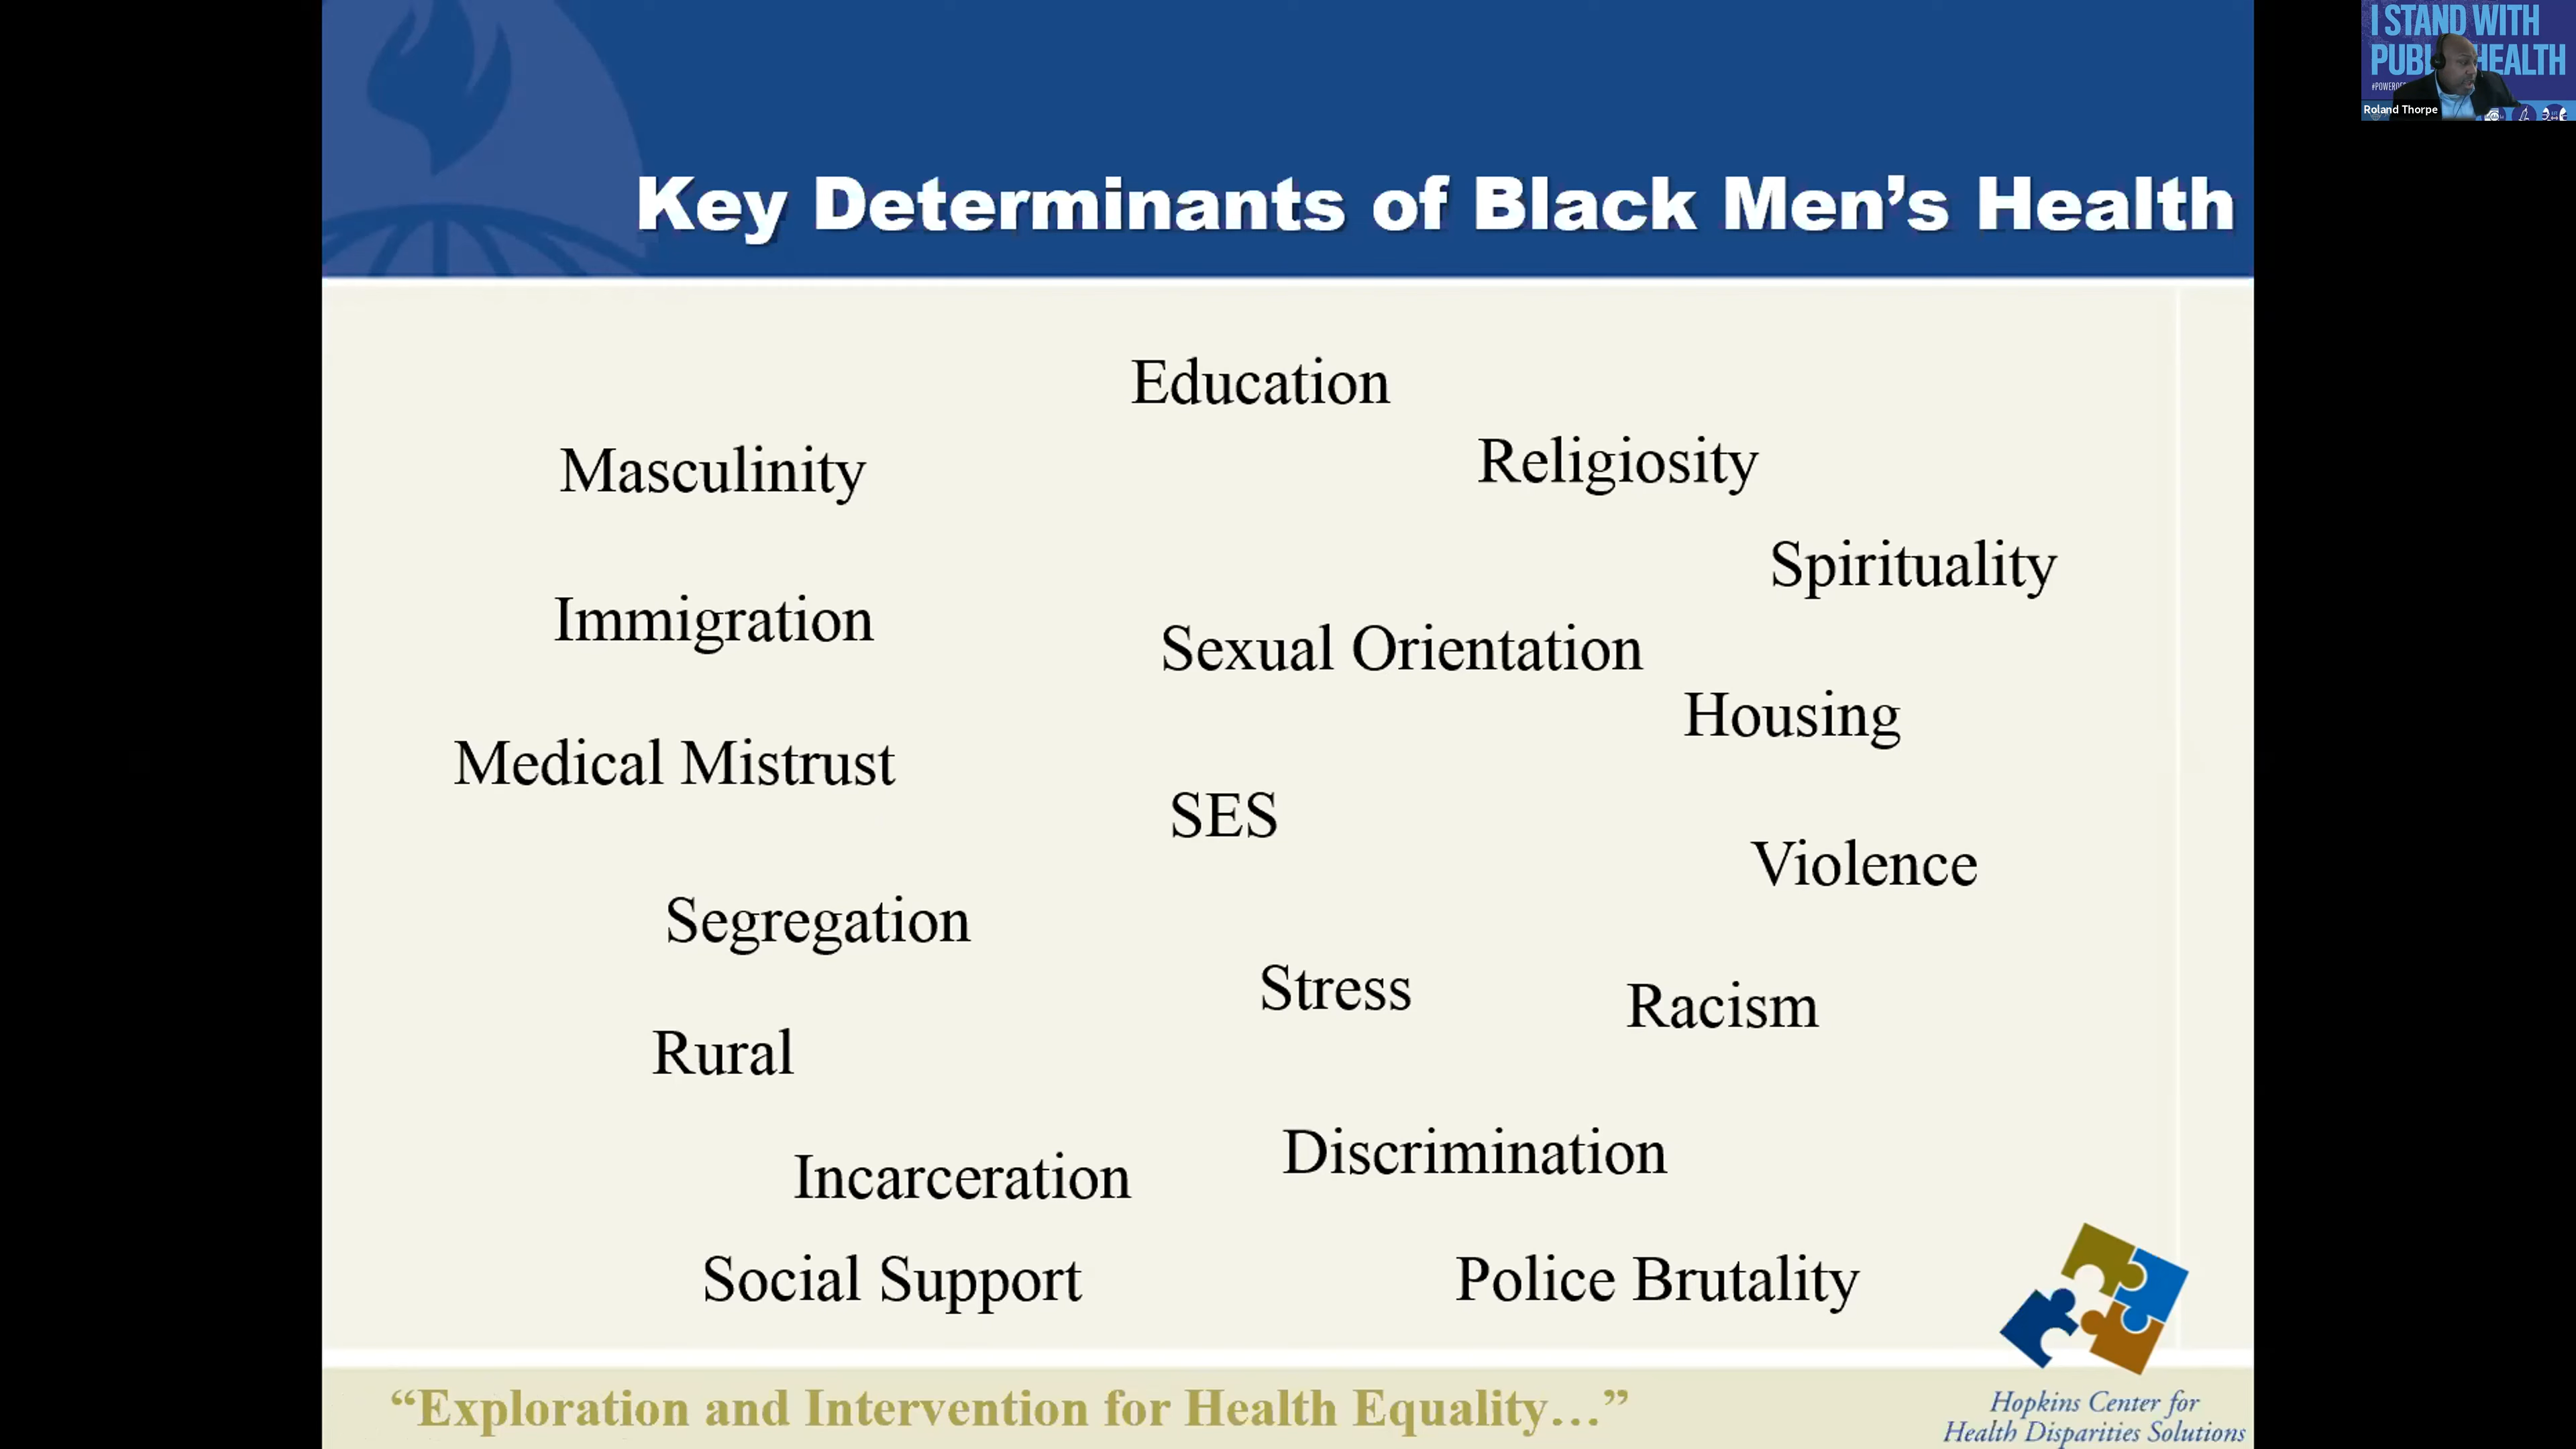 Key Determinants of Black Men's Health
Education
Masculinity
Religiosity
Spirituality
Immigration
Sexual Orientation
Housing
Medical Mistrust
SES
Violence
Segregation
Stress
Racism
Rural
Discrimination
Incarceration
Social Support
Police Brutality
“Exploration and Intervention for Health Equality…”
Hopkins Center for
Health Disparities Solutions
I STAND WITH
HEALTH
Roland Thorpe